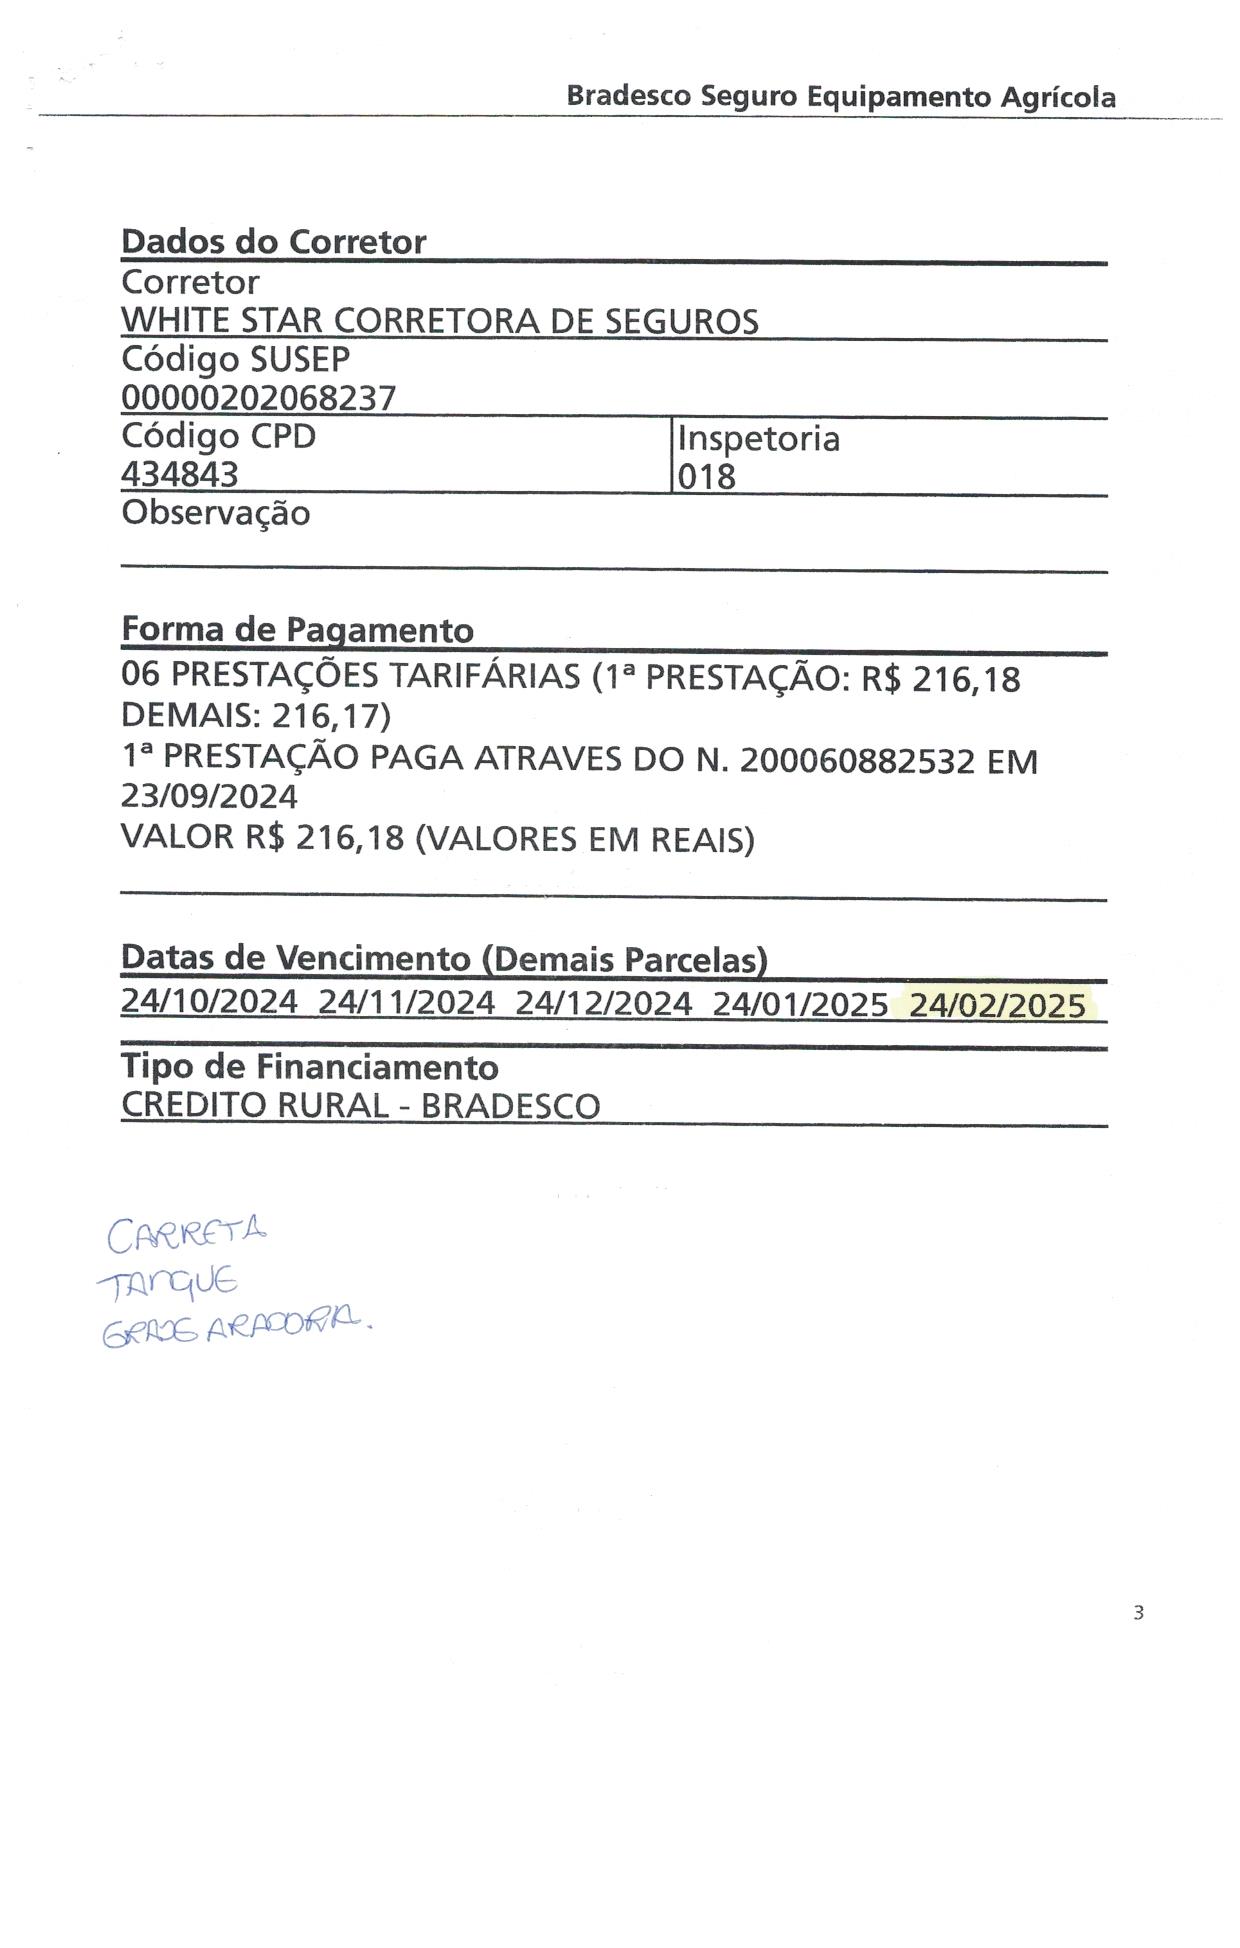 Bradesco Seguro Equipamento Agrícola
Dados do Corretor
Corretor
WHITE STAR CORRETORA DE SEGUROS
Código SUSEP
00000202068237
Código CPD
Inspetoria
434843
018
Observação
Forma de Pagamento
06 PRESTAÇÕES TARIFÁRIAS (1ª PRESTAÇÃO: R$ 216,18
DEMAIS: 216,17)
1ª PRESTAÇÃO PAGA ATRAVES DO N. 200060882532 EM
23/09/2024
VALOR R$ 216,18 (VALORES EM REAIS)
Datas de Vencimento (Demais Parcelas)
24/10/2024 24/11/2024 24/12/2024 24/01/2025 24/02/2025
Tipo de Financiamento
CREDITO RURAL - BRADESCO
CARRETA
TANQUE
GRADE ARADORA.
3